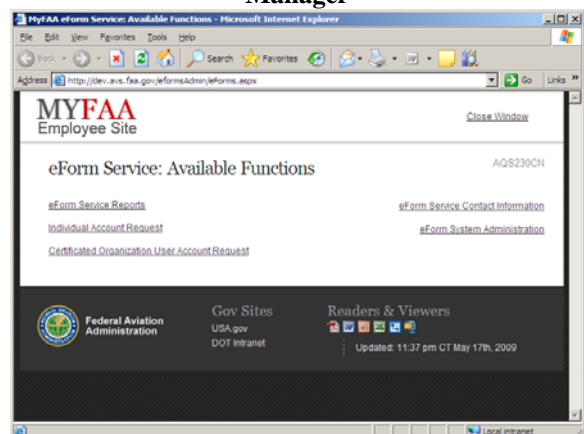 Manager
MyFAA eForm Service: Available Functions - Microsoft Internet Explorer
File Edit View Favorites Tools Help
Back Search Favorites
Address http://dev.avs.faa.gov/eformsAdmin/eForms.aspx Go Links »
MYFAA
Employee Site
Close Window
eForm Service: Available Functions
AQS230CN
eForm Service Reports
eForm Service Contact Information
Individual Account Request
eForm System Administration
Certificated Organization User Account Request
Federal Aviation
Administration
Gov Sites
USA.gov
DOT Intranet
Readers & Viewers
Updated: 11:37 pm CT May 17th, 2009
Local intranet